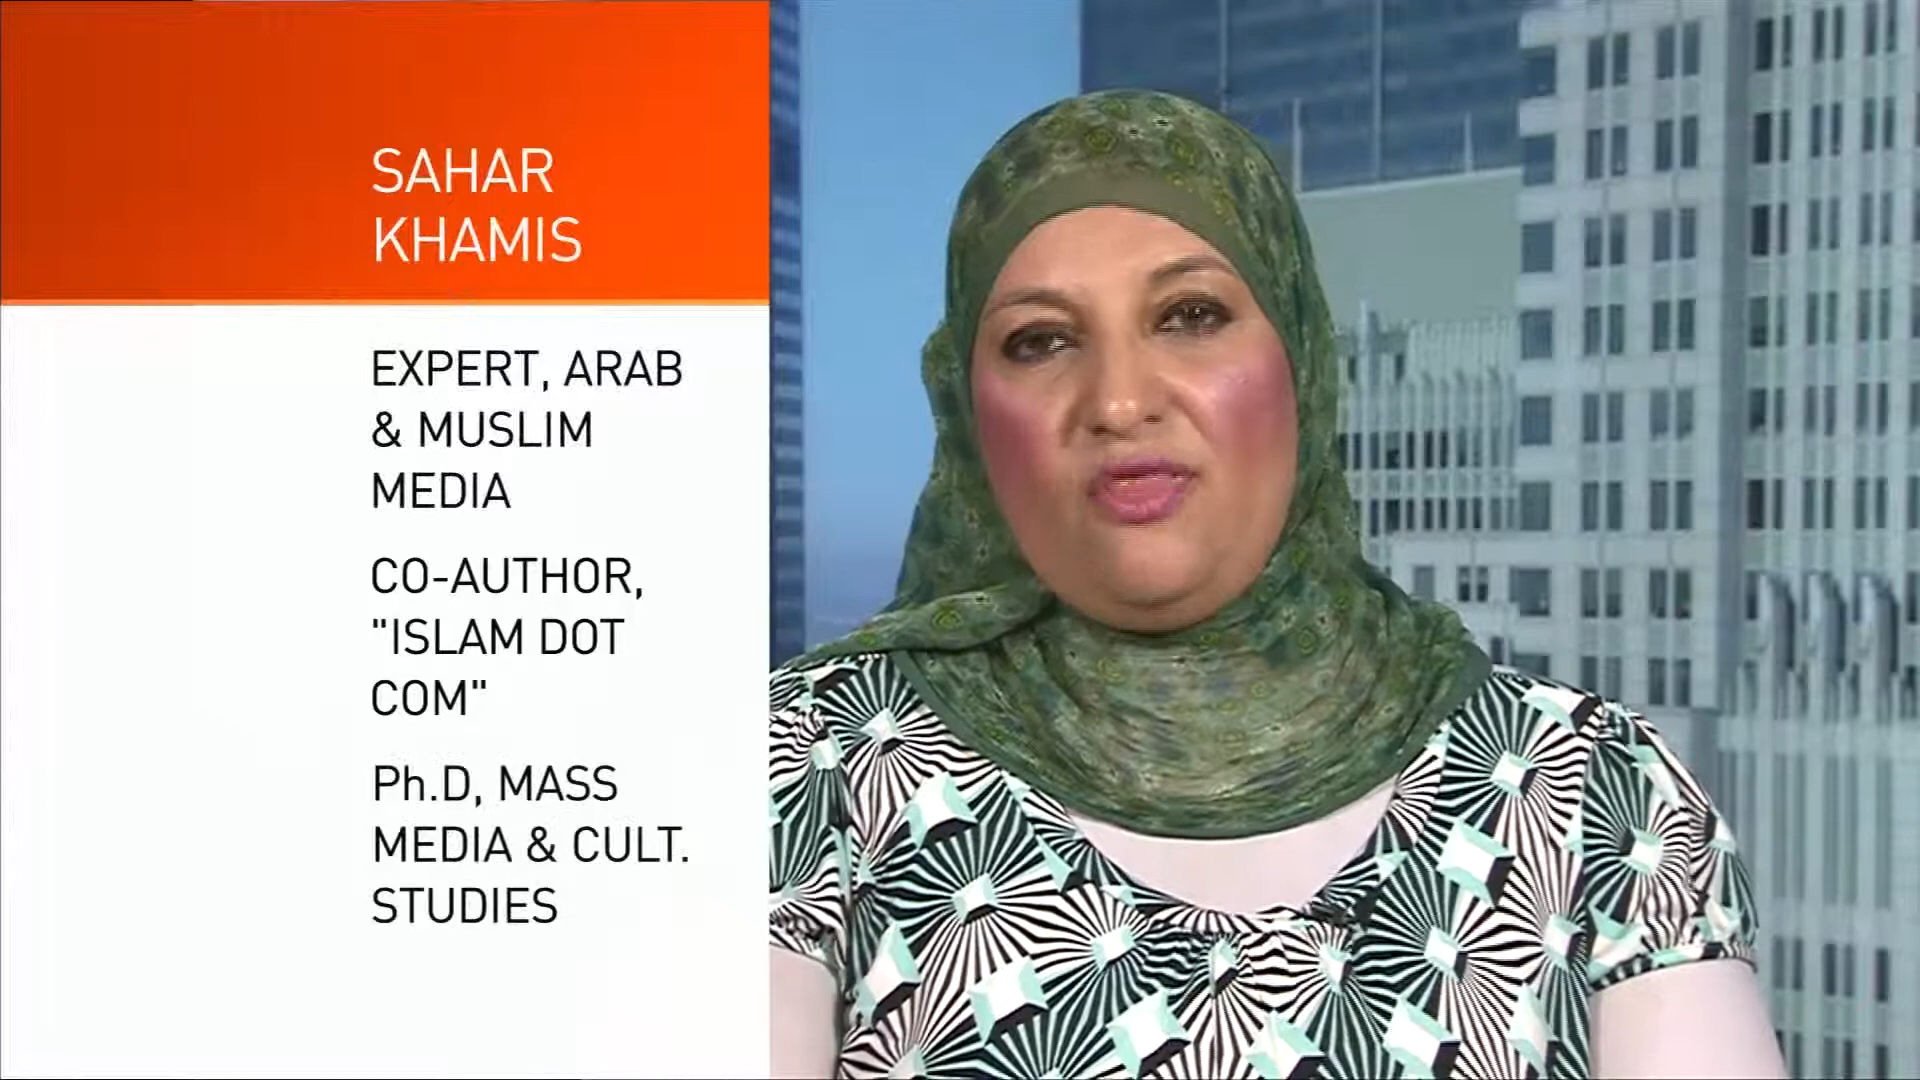 SAHAR
KHAMIS
EXPERT, ARAB
& MUSLIM
MEDIA
CO-AUTHOR,
"ISLAM DOT
COM"
Ph.D, MASS
MEDIA & CULT.
STUDIES